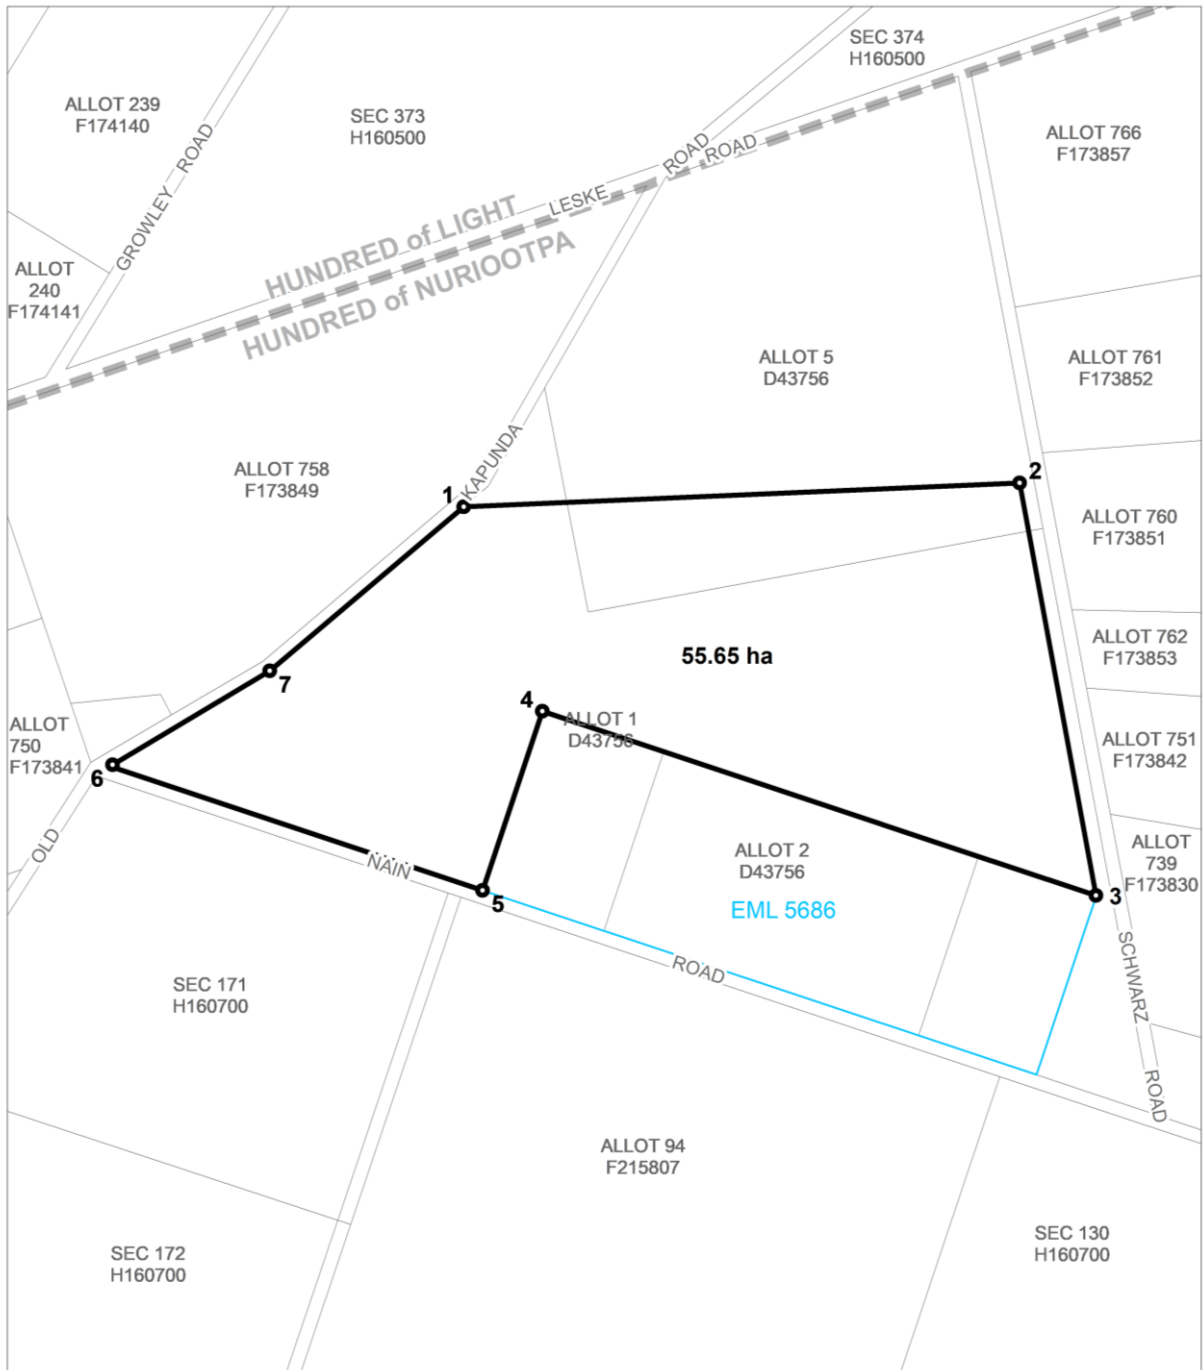 SEC 374
H160500
ALLOT 239
F174140
SEC 373
H160500
ALLOT 766
F173857
GROWLEY ROAD
ROAD
ROAD
LESKE
HUNDRED of LIGHT
HUNDRED of NURIOOTPA
ALLOT
240
F174141
ALLOT 5
D43756
ALLOT 761
F173852
KAPUNDA
ALLOT 758
F173849
1
2
ALLOT 760
F173851
ALLOT 762
F173853
55.65 ha
7
4
ALLOT 1
D43756
ALLOT
750
F173841
6
ALLOT 751
F173842
OLD
NAIN
ALLOT 2
D43756
EML 5686
ALLOT
739
F173830
3
5
ROAD
SCHWARZ
ROAD
SEC 171
H160700
ALLOT 94
F215807
SEC 172
H160700
SEC 130
H160700